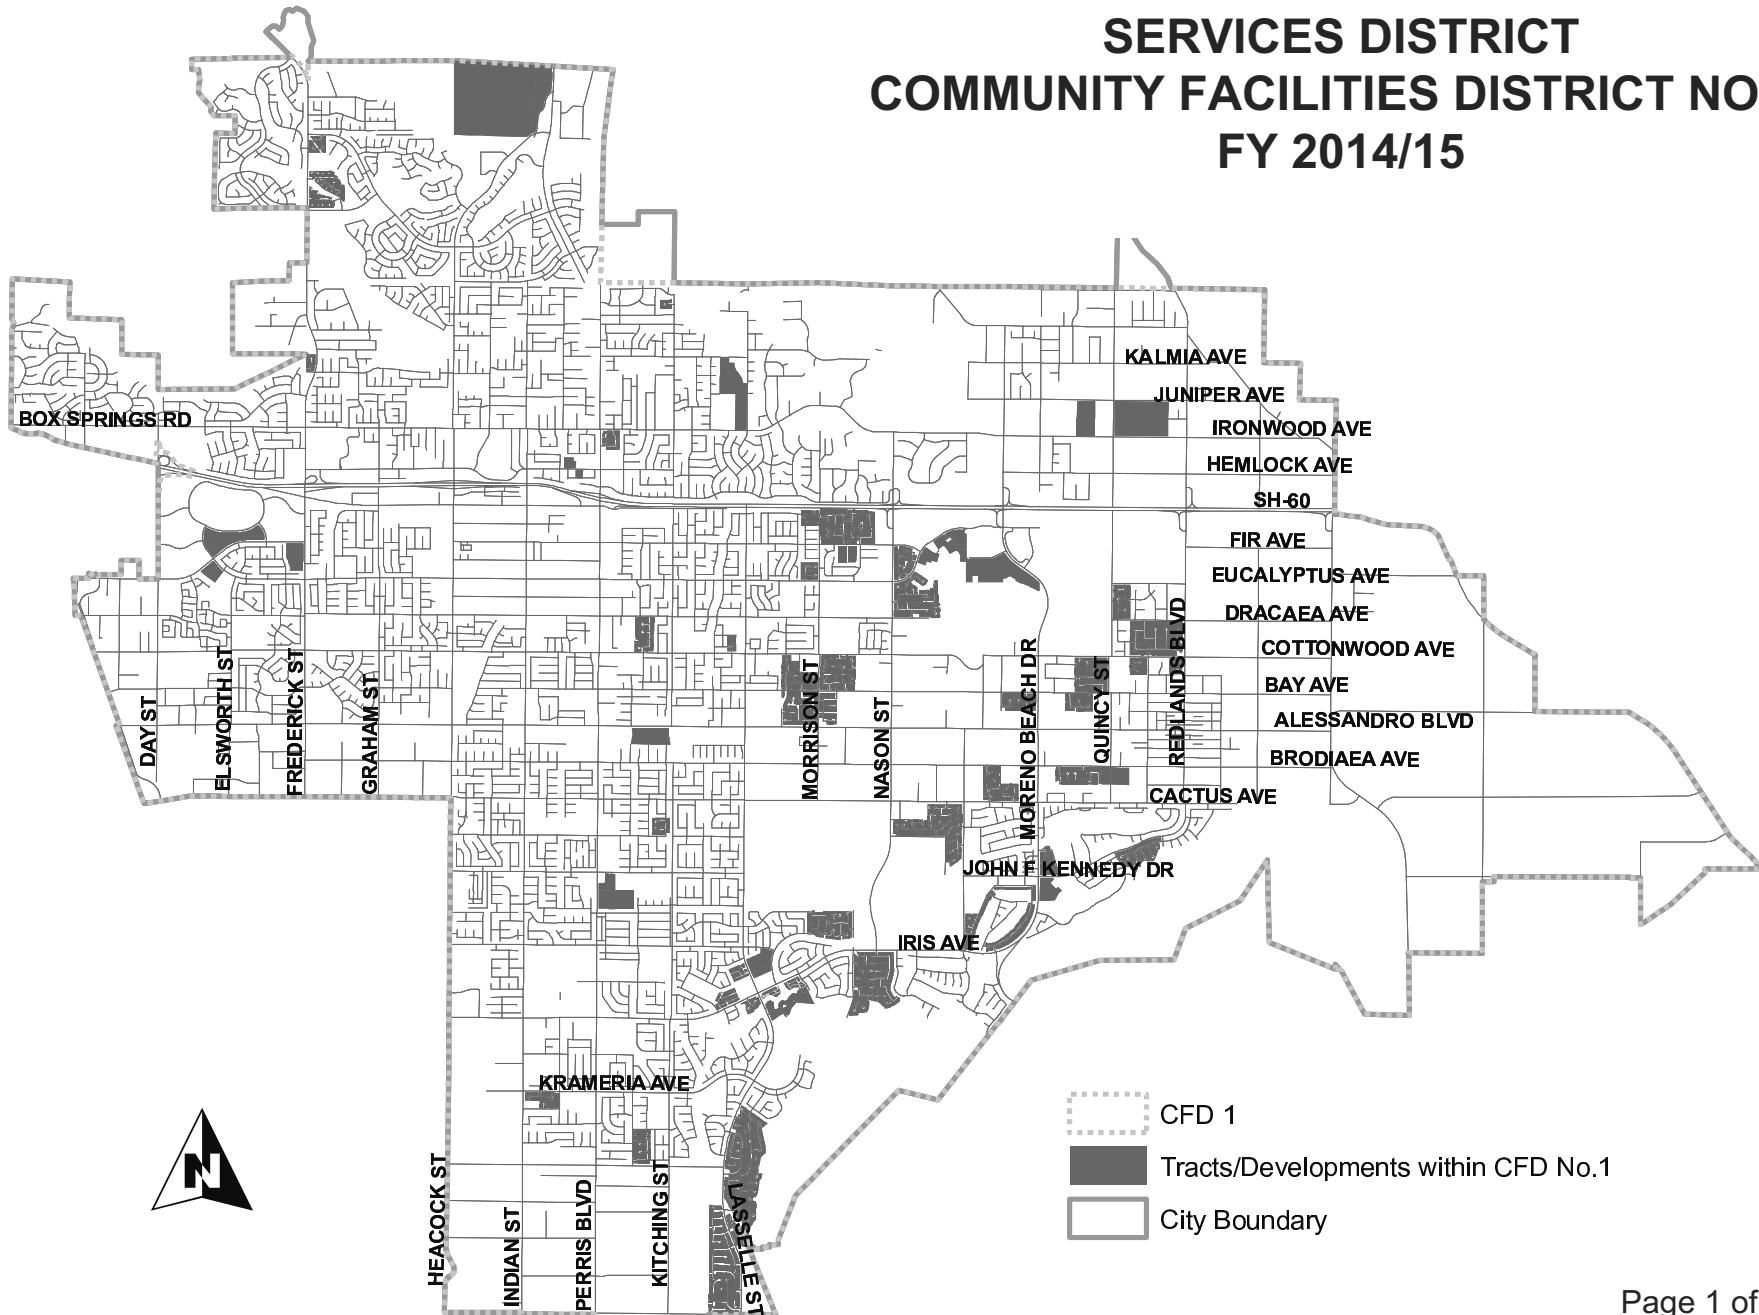 SERVICES DISTRICT
COMMUNITY FACILITIES DISTRICT NO
FY 2014/15
KALMIA AVE
JUNIPER AVE
BOX SPRINGS RD
IRONWOOD AVE
HEMLOCK AVE
SH-60
FIR AVE
EUCALYPTUS AVE
DRACAEA AVE
COTTONWOOD AVE
BAY AVE
ALESSANDRO BLVD
BRODIAEA AVE
CACTUS AVE
DAY ST
ELSWORTH ST
FREDERICK ST
GRAHAM ST
MORRISON ST
NASON ST
MORENO BEACH DR
QUINCY ST
REDLANDS BLVD
JOHN F KENNEDY DR
IRIS AVE
KRAMERIA AVE
HEACOCK ST
INDIAN ST
PERRIS BLVD
KITCHING ST
LASSELLE ST
N
CFD 1
Tracts/Developments within CFD No.1
City Boundary
Page 1 of